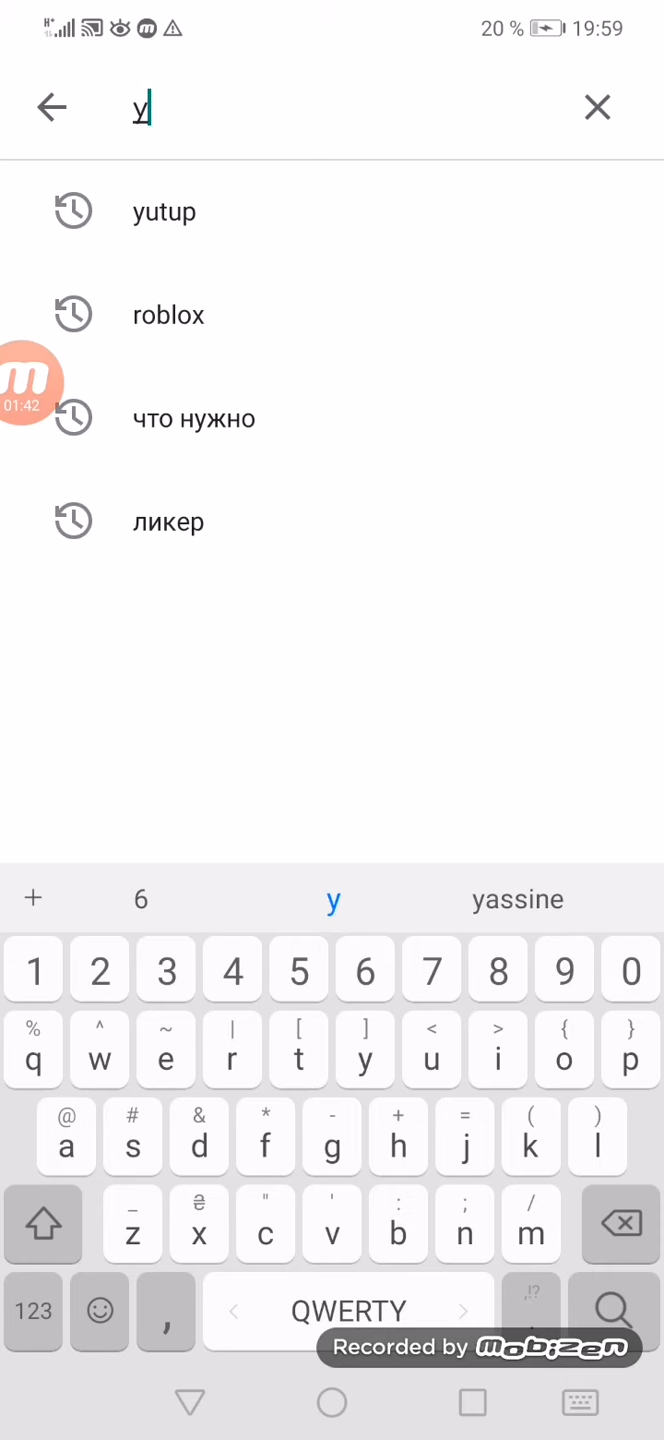 H+ 20 % 19:59
y
yutup
roblox
01:42
что нужно
ликер
+ 6 y yassine
1 2 3 4 5 6 7 8 9 0
% ^ ~ | [ ] < > { }
q w e r t y u i o p
@ # & * - + = ( )
a s d f g h j k l
_ ₴ " ' : ; /
z x c v b n m
,!?
123 , < QWERTY > .
Recorded by mobizen